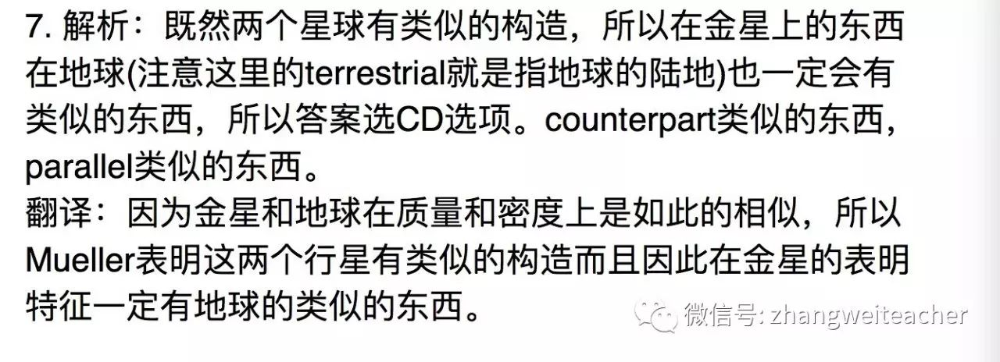 7. 解析：既然两个星球有类似的构造，所以在金星上的东西
在地球(注意这里的terrestrial就是指地球的陆地)也一定会有
类似的东西，所以答案选CD选项。counterpart类似的东西，
parallel类似的东西。
翻译：因为金星和地球在质量和密度上是如此的相似，所以
Mueller表明这两个行星有类似的构造而且因此在金星的表明
特征一定有地球的类似的东西。
微信号: zhangweiteacher